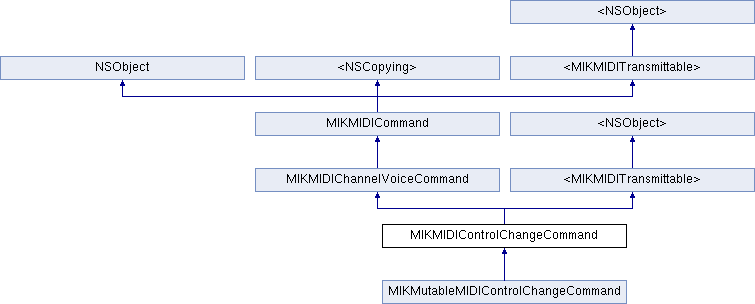 <NSObject>
NSObject
<NSCopying>
<MIKMIDITransmittable>
MIKMIDICommand
<NSObject>
MIKMIDIChannelVoiceCommand
<MIKMIDITransmittable>
MIKMIDIControlChangeCommand
MIKMutableMIDIControlChangeCommand